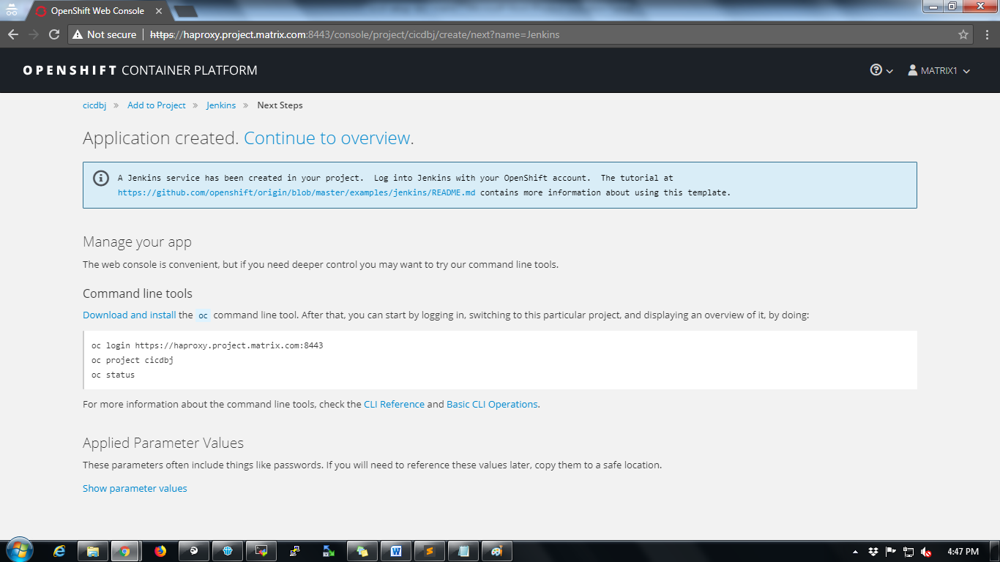 OpenShift Web Console
Not secure https://haproxy.project.matrix.com:8443/console/project/cicdbj/create/next?name=Jenkins
OPENSHIFT CONTAINER PLATFORM
MATRIX1
cicdbj » Add to Project » Jenkins » Next Steps
Application created. Continue to overview.
A Jenkins service has been created in your project. Log into Jenkins with your OpenShift account. The tutorial at
https://github.com/openshift/origin/blob/master/examples/jenkins/README.md contains more information about using this template.
Manage your app
The web console is convenient, but if you need deeper control you may want to try our command line tools.
Command line tools
Download and install the oc command line tool. After that, you can start by logging in, switching to this particular project, and displaying an overview of it, by doing:
oc login https://haproxy.project.matrix.com:8443
oc project cicdbj
oc status
For more information about the command line tools, check the CLI Reference and Basic CLI Operations.
Applied Parameter Values
These parameters often include things like passwords. If you will need to reference these values later, copy them to a safe location.
Show parameter values
4:47 PM